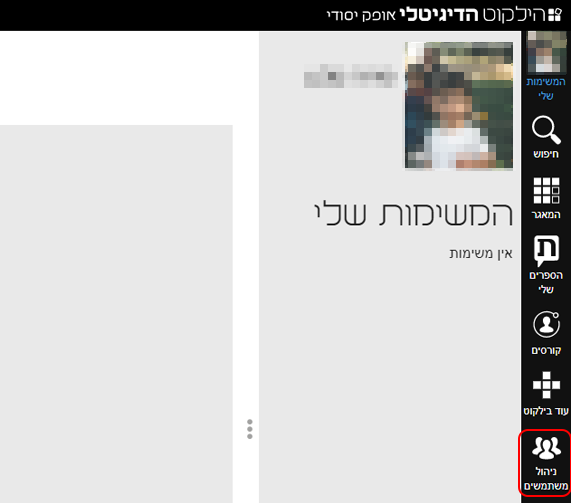 הילקוט הדיגיטלי אופק יסודי
המשימות
שלי
חיפוש
המאגר
ת
הספרים
שלי
קורסים
עוד בילקוט
ניהול
משתמשים
המשימות שלי
אין משימות